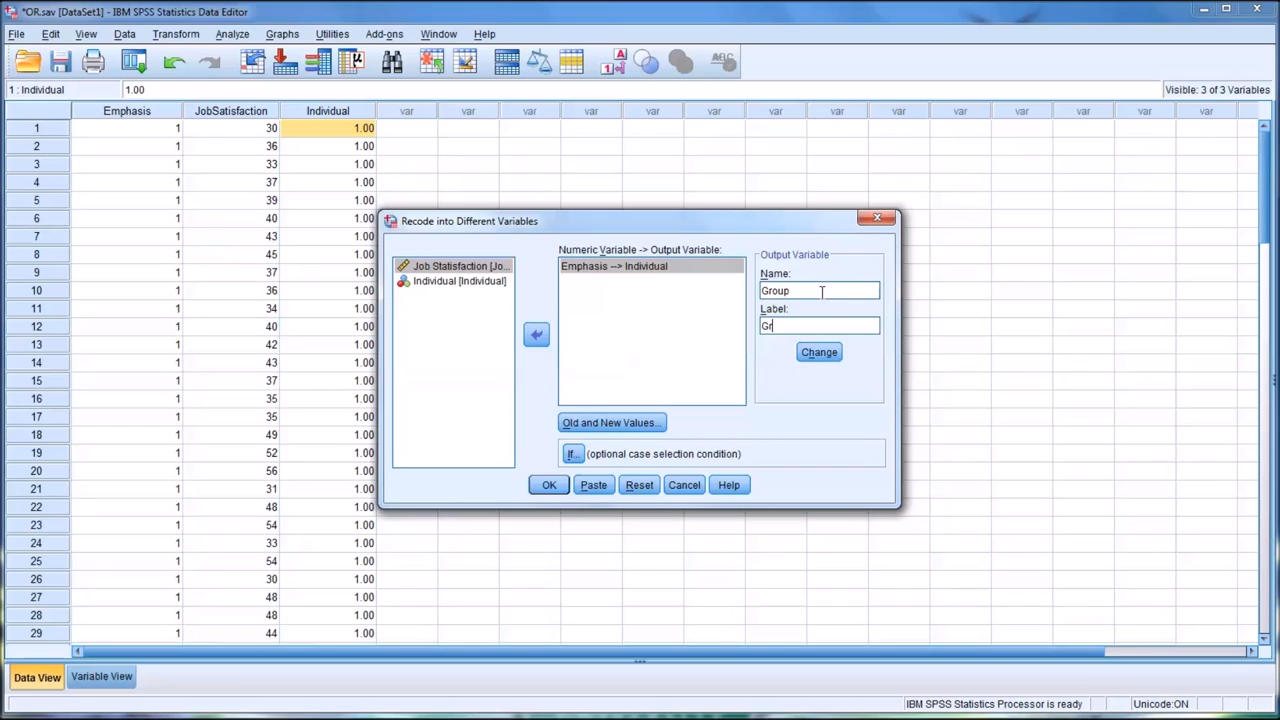 *OR.sav [DataSet1] - IBM SPSS Statistics Data Editor
File Edit View Data Transform Analyze Graphs Utilities Add-ons Window Help
1 : Individual 1.00 Visible: 3 of 3 Variables
Emphasis JobSatisfaction Individual var var var var var var var var var var var var var var
1 1 30 1.00
2 1 36 1.00
3 1 33 1.00
4 1 37 1.00
5 1 39 1.00
6 1 40 1.00
7 1 43 1.00
8 1 45 1.00
9 1 37 1.00
10 1 36 1.00
11 1 34 1.00
12 1 40 1.00
13 1 42 1.00
14 1 43 1.00
15 1 37 1.00
16 1 35 1.00
17 1 35 1.00
18 1 49 1.00
19 1 52 1.00
20 1 56 1.00
21 1 31 1.00
22 1 48 1.00
23 1 54 1.00
24 1 33 1.00
25 1 54 1.00
26 1 30 1.00
27 1 48 1.00
28 1 48 1.00
29 1 44 1.00
Recode into Different Variables
Numeric Variable -> Output Variable:
Output Variable
Job Statisfaction [Jo...
Individual [Individual]
Emphasis --> Individual
Name:
Group
Label:
Gr
Change
Old and New Values...
If... (optional case selection condition)
OK Paste Reset Cancel Help
Data View Variable View
IBM SPSS Statistics Processor is ready Unicode:ON